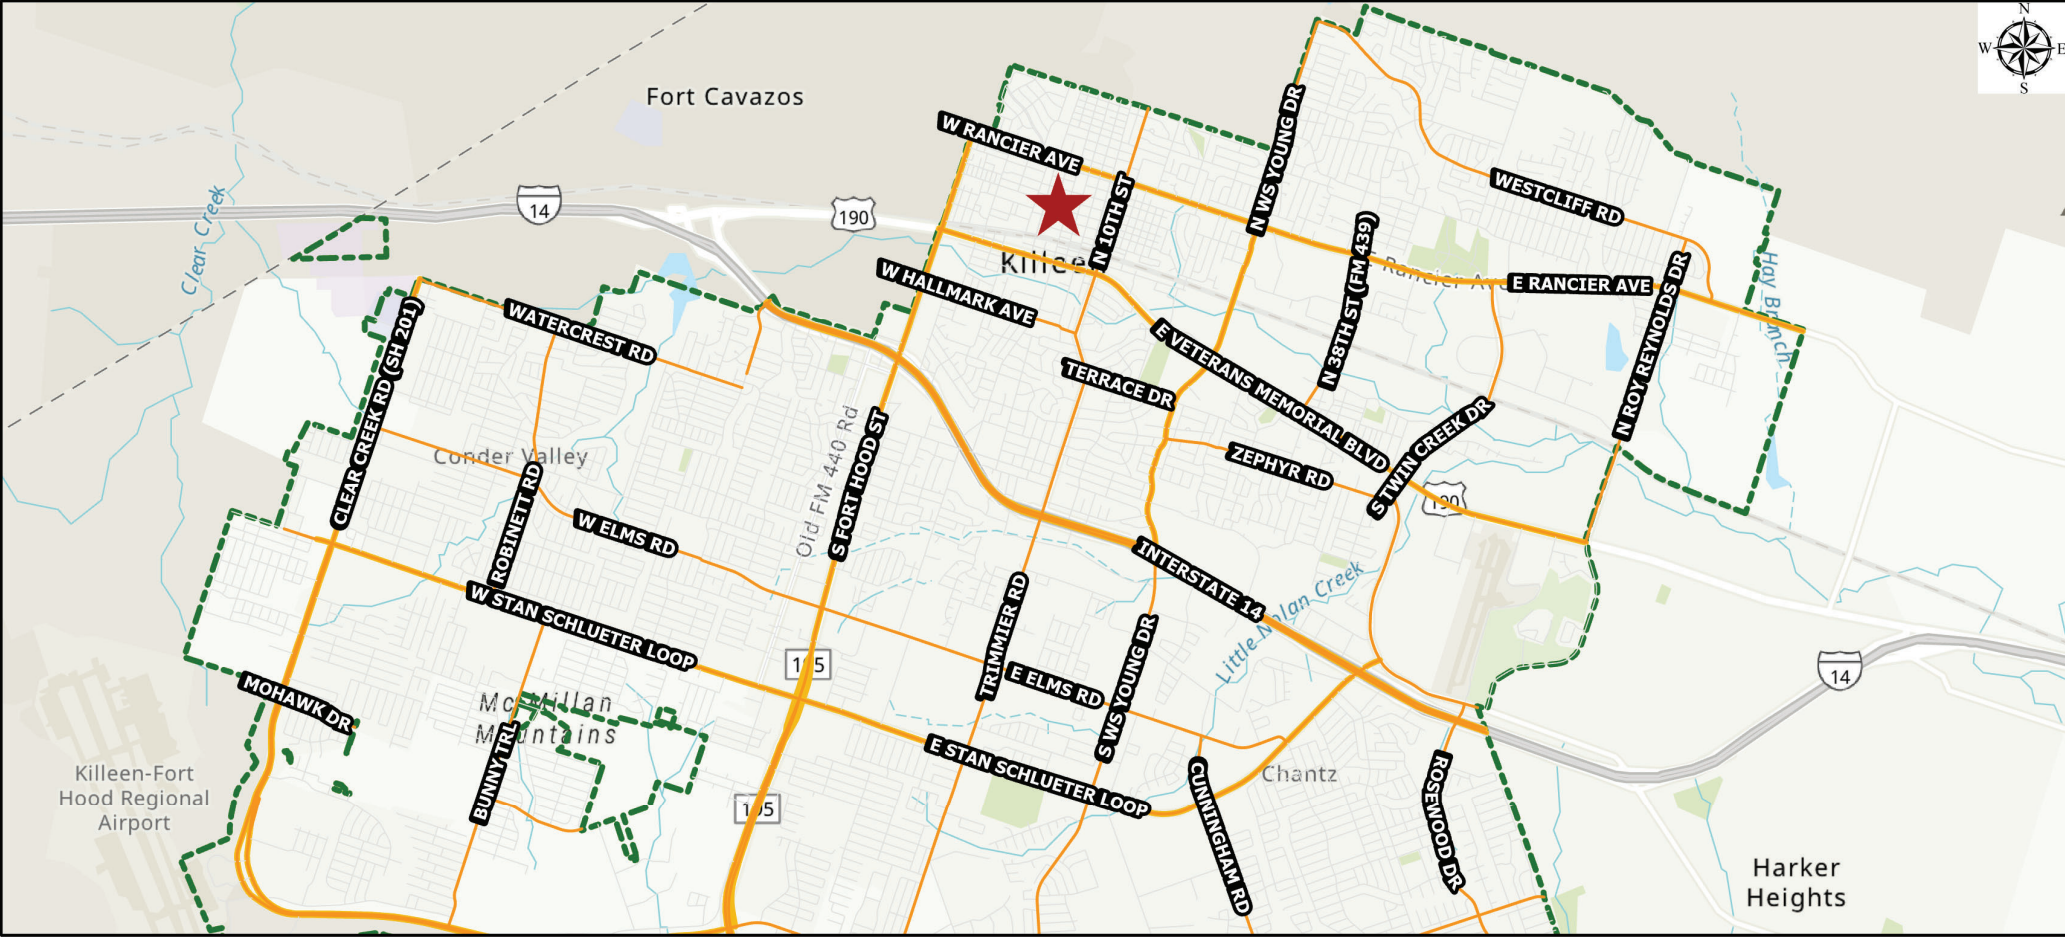 N
W
E
S
Fort Cavazos
W RANCIER AVE
N WS YOUNG DR
WESTCLIFF RD
14
190
Clear Creek
N 10TH ST
Killee
N 38TH ST (FM 439)
E Rancier Ave
E RANCIER AVE
N ROY REYNOLDS DR
Hay Branch
W HALLMARK AVE
WATERCREST RD
CLEAR CREEK RD (SH 201)
E VETERANS MEMORIAL BLVD
TERRACE DR
Old FM 440 Rd
S FORT HOOD ST
Conder Valley
ROBINETT RD
W ELMS RD
ZEPHYR RD
S TWIN CREEK DR
190
INTERSTATE 14
Little Nolan Creek
W STAN SCHLUETER LOOP
195
TRIMMIER RD
S WS YOUNG DR
E ELMS RD
14
MOHAWK DR
McMillan
Mountains
BUNNY TRL
E STAN SCHLUETER LOOP
CUNNINGHAM RD
Chantz
ROSEWOOD DR
195
Killeen-Fort
Hood Regional
Airport
Harker
Heights